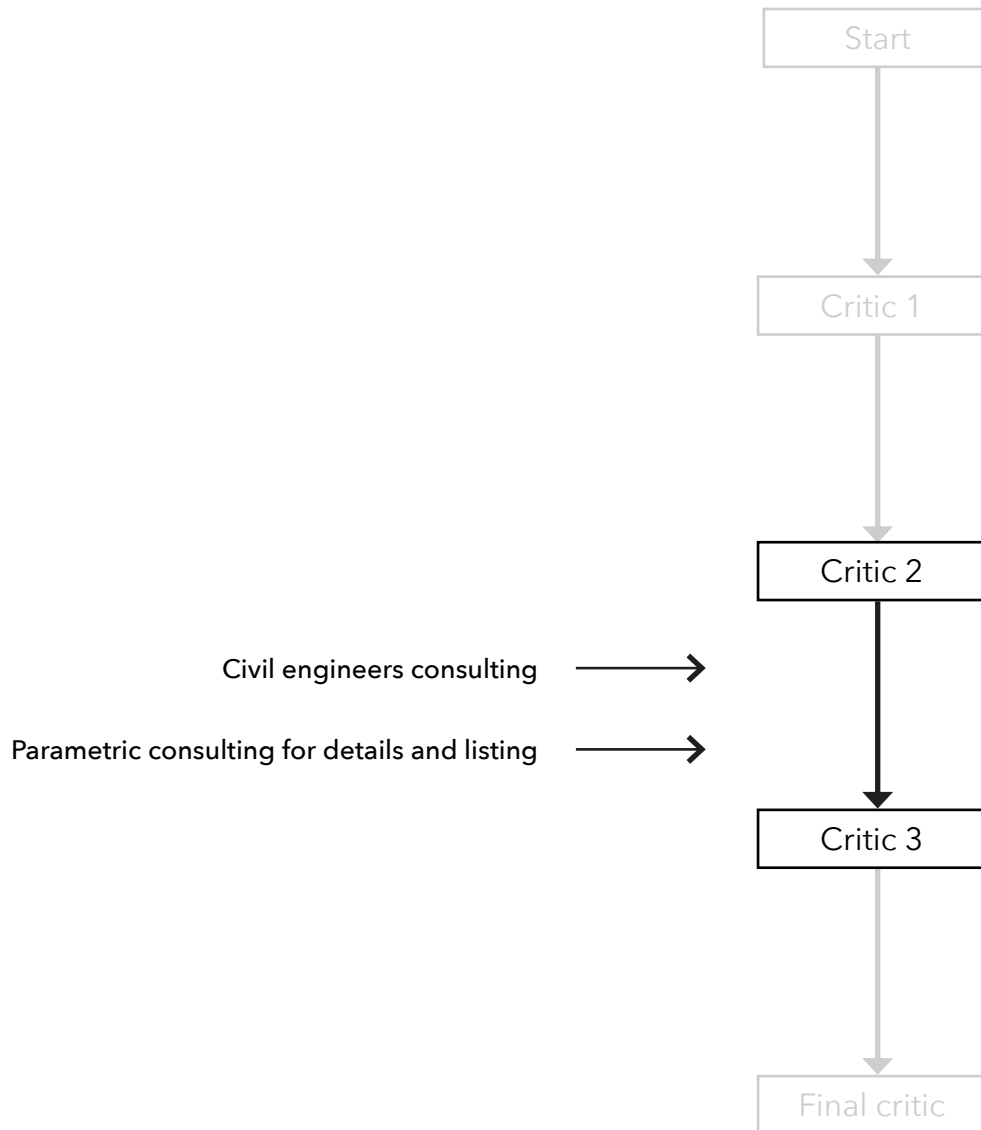 Start
Critic 1
Critic 2
Civil engineers consulting
Parametric consulting for details and listing
Critic 3
Final critic